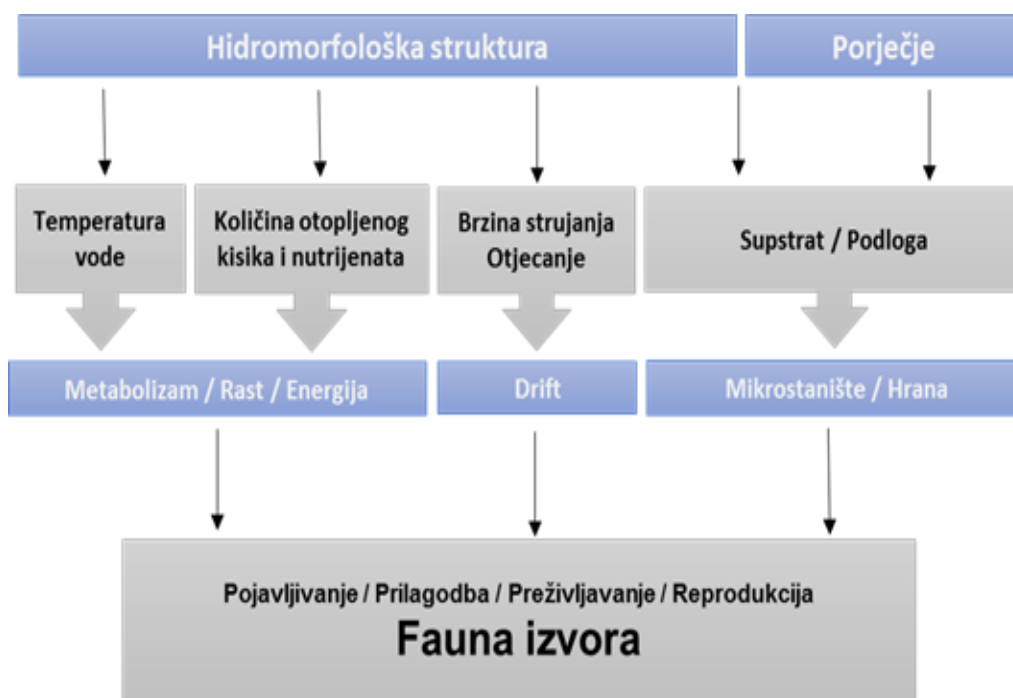 Hidromorfološka struktura
Porječje
Temperatura
vode
Količina otopljenog
kisika i nutrijenata
Brzina strujanja
Otjecanje
Supstrat / Podloga
Metabolizam / Rast / Energija
Drift
Mikrostanište / Hrana
Pojavljivanje / Prilagodba / Preživljavanje / Reprodukcija
Fauna izvora